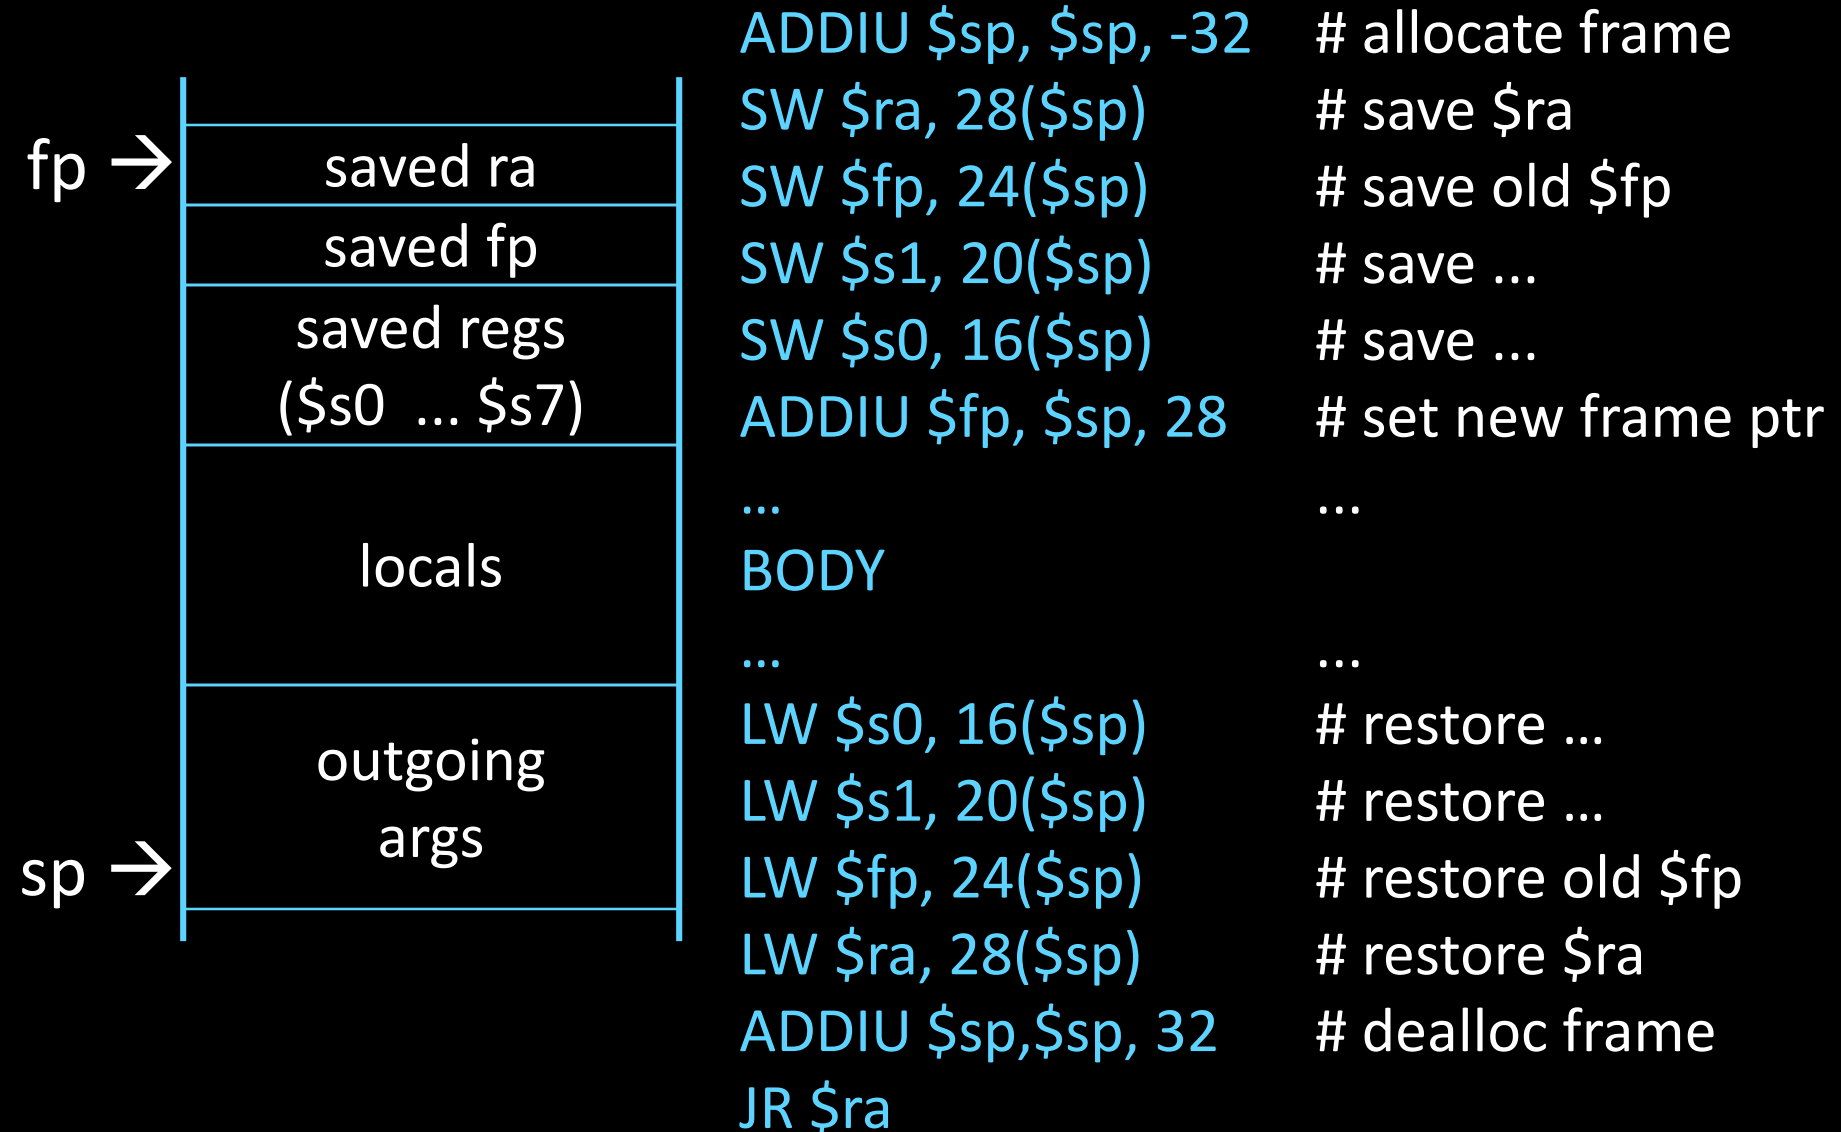 fp →
saved ra
saved fp
saved regs
($s0 ... $s7)
locals
outgoing
args
sp →
ADDIU $sp, $sp, -32 # allocate frame
SW $ra, 28($sp) # save $ra
SW $fp, 24($sp) # save old $fp
SW $s1, 20($sp) # save ...
SW $s0, 16($sp) # save ...
ADDIU $fp, $sp, 28 # set new frame ptr
... ...
BODY
... ...
LW $s0, 16($sp) # restore ...
LW $s1, 20($sp) # restore ...
LW $fp, 24($sp) # restore old $fp
LW $ra, 28($sp) # restore $ra
ADDIU $sp,$sp, 32 # dealloc frame
JR $ra